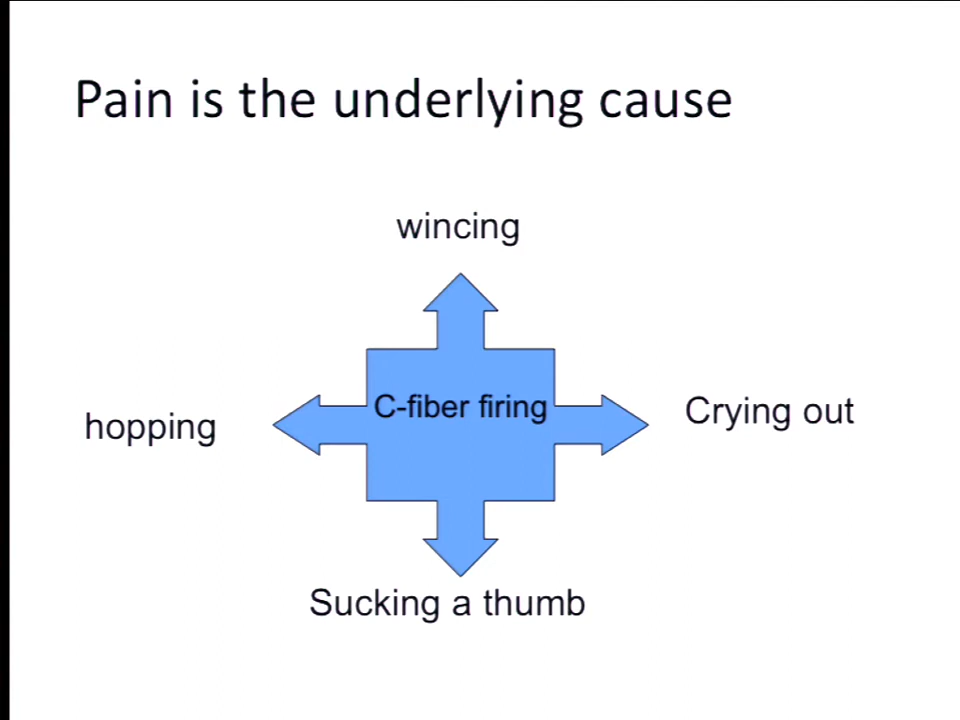 Pain is the underlying cause
wincing
hopping
C-fiber firing
Crying out
Sucking a thumb